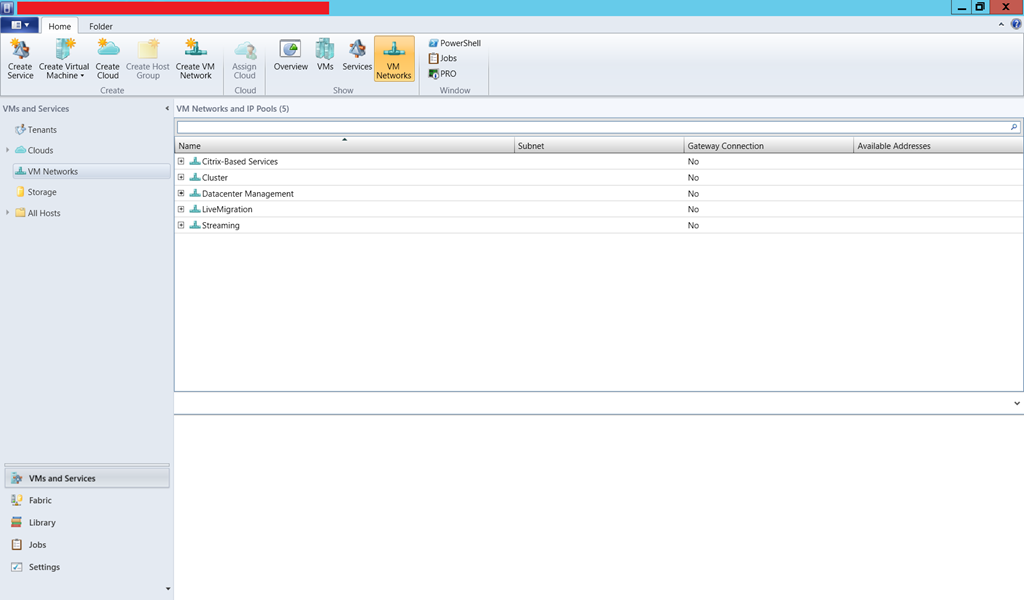 Home Folder
Create Service
Create Virtual Machine
Create Cloud
Create Host Group
Create VM Network
Assign Cloud
Overview
VMs
Services
VM Networks
PowerShell
Jobs
PRO
Create Cloud Show Window
VMs and Services
Tenants
Clouds
VM Networks
Storage
All Hosts
VM Networks and IP Pools (5)
Name Subnet Gateway Connection Available Addresses
Citrix-Based Services No
Cluster No
Datacenter Management No
LiveMigration No
Streaming No
VMs and Services
Fabric
Library
Jobs
Settings